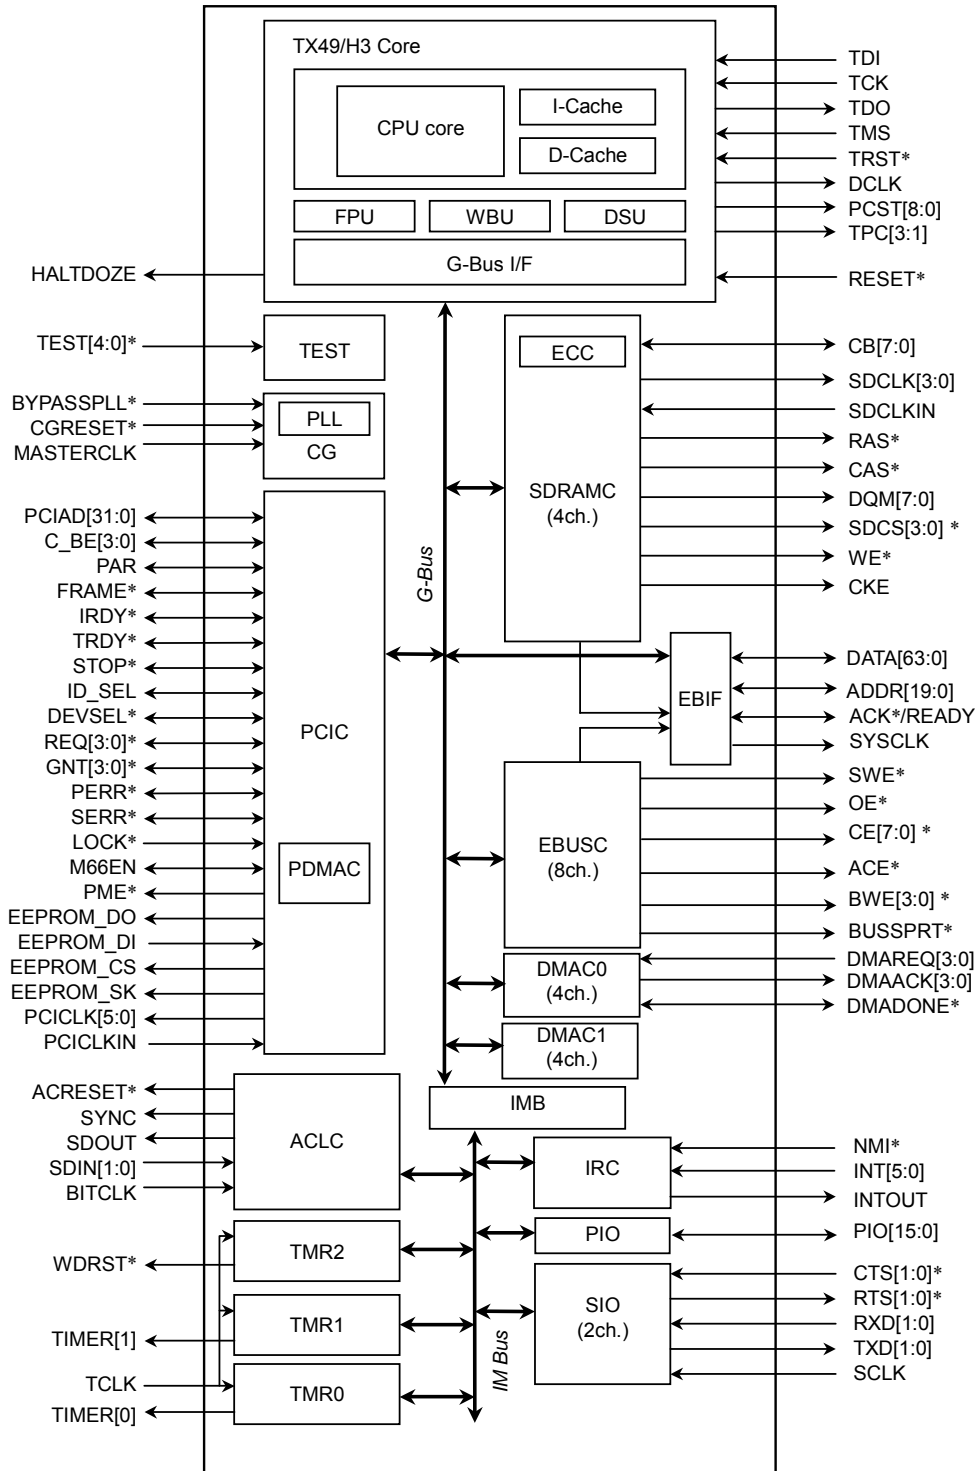 TX49/H3 Core
CPU core
I-Cache
D-Cache
FPU
WBU
DSU
G-Bus I/F
TDI
TCK
TDO
TMS
TRST*
DCLK
PCST[8:0]
TPC[3:1]
RESET*
HALTDOZE
TEST[4:0]*
TEST
BYPASSPLL*
CGRESET*
MASTERCLK
PLL
CG
G-Bus
ECC
SDRAMC
(4ch.)
CB[7:0]
SDCLK[3:0]
SDCLKIN
RAS*
CAS*
DQM[7:0]
SDCS[3:0] *
WE*
CKE
PCIAD[31:0]
C_BE[3:0]
PAR
FRAME*
IRDY*
TRDY*
STOP*
ID_SEL
DEVSEL*
REQ[3:0]*
GNT[3:0]*
PERR*
SERR*
LOCK*
M66EN
PME*
EEPROM_DO
EEPROM_DI
EEPROM_CS
EEPROM_SK
PCICLK[5:0]
PCICLKIN
PCIC
PDMAC
EBIF
DATA[63:0]
ADDR[19:0]
ACK*/READY
SYSCLK
EBUSC
(8ch.)
SWE*
OE*
CE[7:0] *
ACE*
BWE[3:0] *
BUSSPRT*
DMAC0
(4ch.)
DMAREQ[3:0]
DMAACK[3:0]
DMADONE*
DMAC1
(4ch.)
IMB
ACRESET*
SYNC
SDOUT
SDIN[1:0]
BITCLK
ACLC
IRC
NMI*
INT[5:0]
INTOUT
PIO
PIO[15:0]
WDRST*
TMR2
TIMER[1]
TMR1
TCLK
TIMER[0]
TMR0
IM Bus
SIO
(2ch.)
CTS[1:0]*
RTS[1:0]*
RXD[1:0]
TXD[1:0]
SCLK